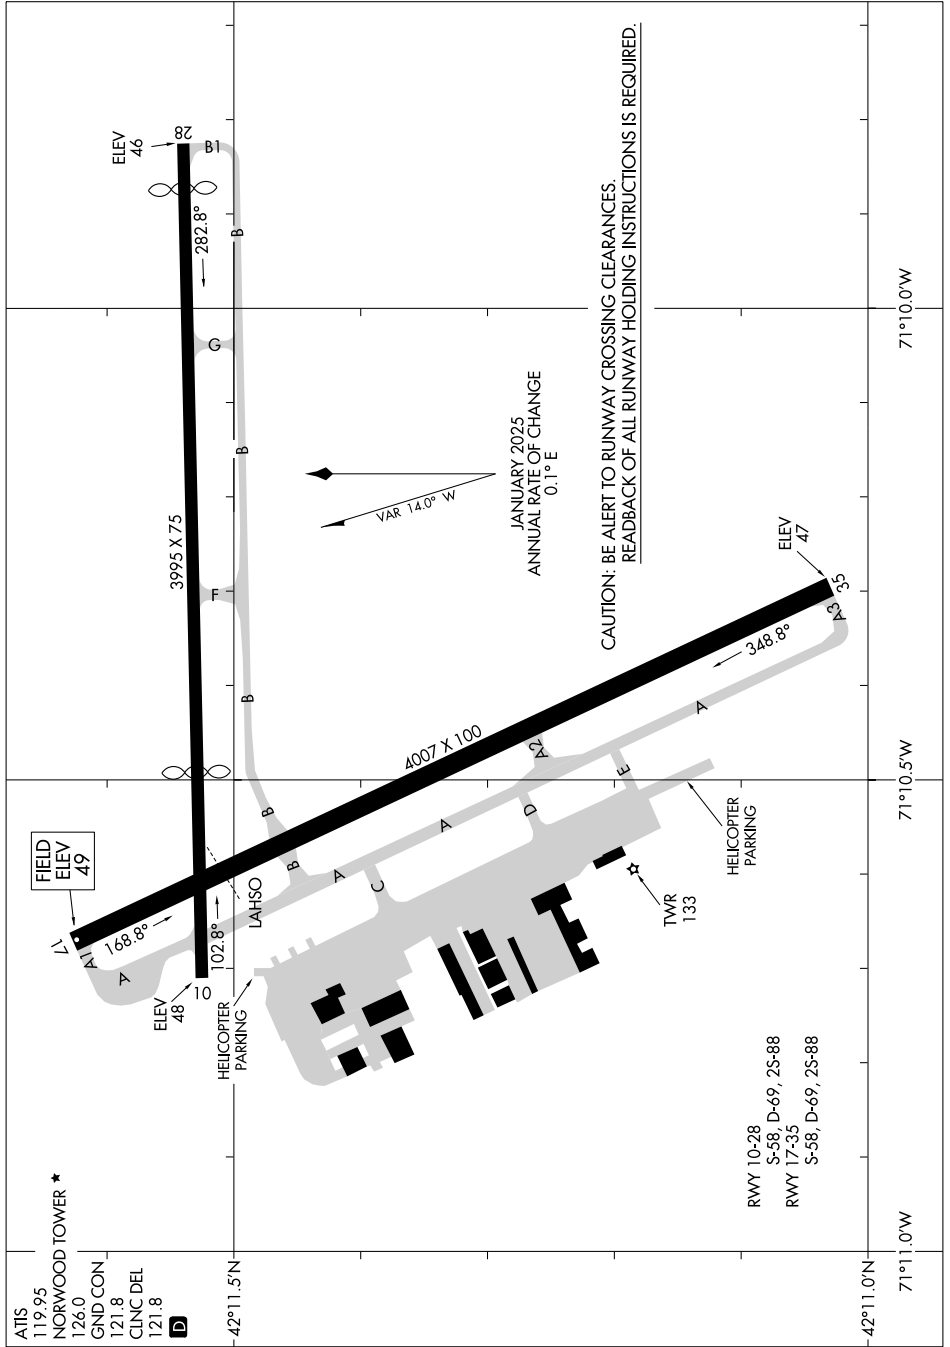 ATIS
119.95
NORWOOD TOWER ★
126.0
GND CON
121.8
CLNC DEL
121.8
D
FIELD
ELEV
49
17
A1
A
168.8°
ELEV
48
10
102.8°
LAHSO
HELICOPTER
PARKING
3995 X 75
ELEV
46
28
B1
282.8°
B
G
B
F
B
B
B
A
C
VAR 14.0° W
JANUARY 2025
ANNUAL RATE OF CHANGE
0.1° E
4007 X 100
A
A2
D
E
A
348.8°
A3
35
ELEV
47
TWR
133
HELICOPTER
PARKING
CAUTION: BE ALERT TO RUNWAY CROSSING CLEARANCES.
READBACK OF ALL RUNWAY HOLDING INSTRUCTIONS IS REQUIRED.
RWY 10-28
S-58, D-69, 2S-88
RWY 17-35
S-58, D-69, 2S-88
42°11.5'N
42°11.0'N
71°11.0'W
71°10.5'W
71°10.0'W